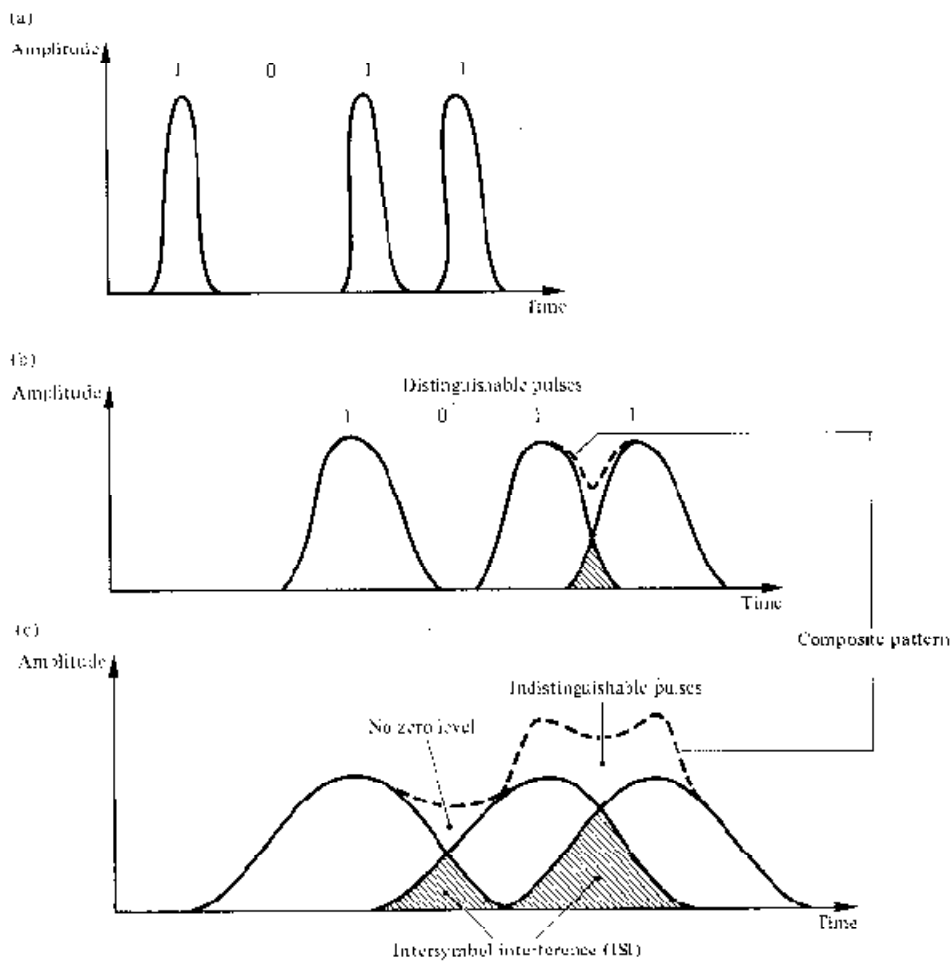 (a)
Amplitude
1 0 1 1
Time
(b)
Amplitude
Distinguishable pulses
1 0 1 1
Time
(c)
Amplitude
Composite pattern
Indistinguishable pulses
No zero level
Time
Intersymbol interference (ISI)